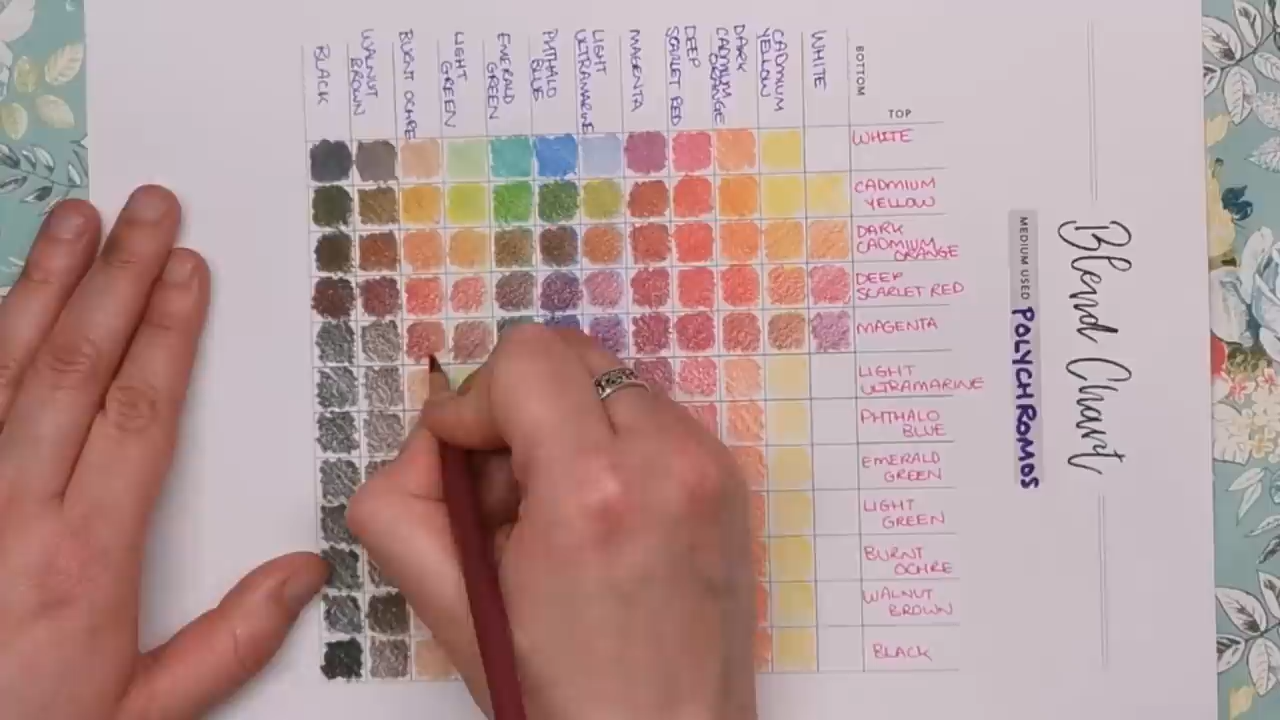 Blend Chart
MEDIUM USED POLYCHROMOS
BLACK
WALNUT
BROWN
BURNT OCHRE
LIGHT
GREEN
EMERALD
GREEN
PHTHALO
BLUE
LIGHT
ULTRAMARINE
MAGENTA
DEEP
SCARLET RED
DARK
CADMIUM
ORANGE
CADMIUM
YELLOW
WHITE
BOTTOM
TOP
WHITE
CADMIUM
YELLOW
DARK
CADMIUM
ORANGE
DEEP
SCARLET RED
MAGENTA
LIGHT
ULTRAMARINE
PHTHALO
BLUE
EMERALD
GREEN
LIGHT
GREEN
BURNT
OCHRE
WALNUT
BROWN
BLACK